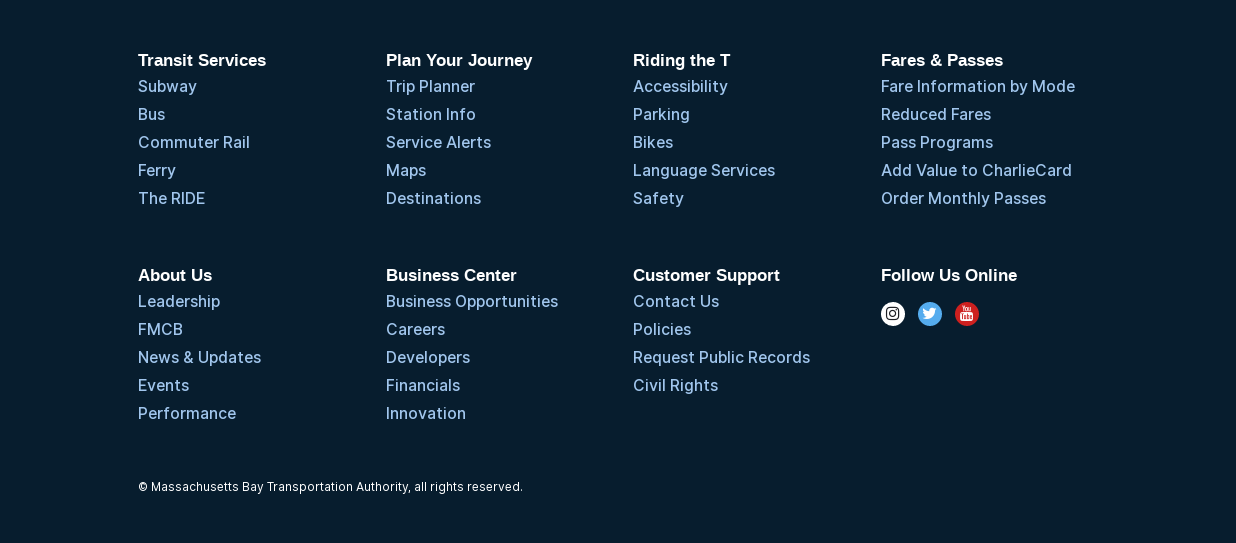 Transit Services
Subway
Bus
Commuter Rail
Ferry
The RIDE
Plan Your Journey
Trip Planner
Station Info
Service Alerts
Maps
Destinations
Riding the T
Accessibility
Parking
Bikes
Language Services
Safety
Fares & Passes
Fare Information by Mode
Reduced Fares
Pass Programs
Add Value to CharlieCard
Order Monthly Passes
About Us
Leadership
FMCB
News & Updates
Events
Performance
Business Center
Business Opportunities
Careers
Developers
Financials
Innovation
Customer Support
Contact Us
Policies
Request Public Records
Civil Rights
Follow Us Online
You
Tube
© Massachusetts Bay Transportation Authority, all rights reserved.